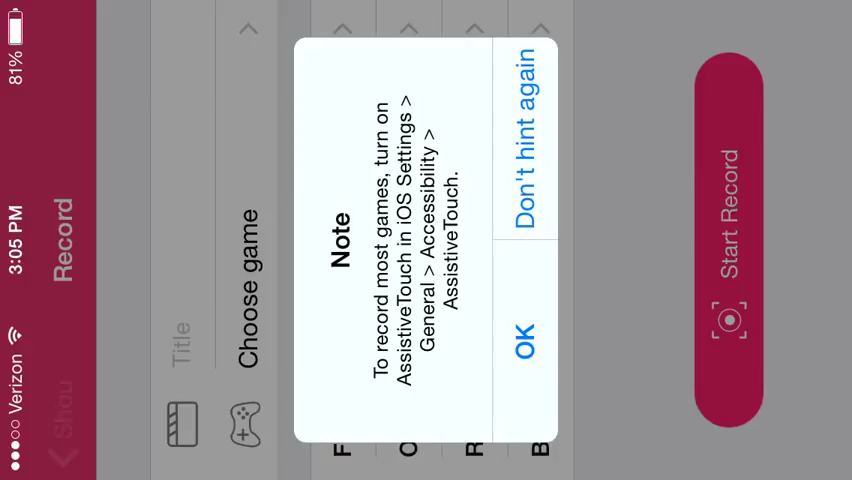 Verizon 3:05 PM 81%
Shou Record
Title
Choose game
F
O
R
B
Note
To record most games, turn on
AssistiveTouch in iOS Settings >
General > Accessibility >
AssistiveTouch.
OK Don't hint again
Start Record